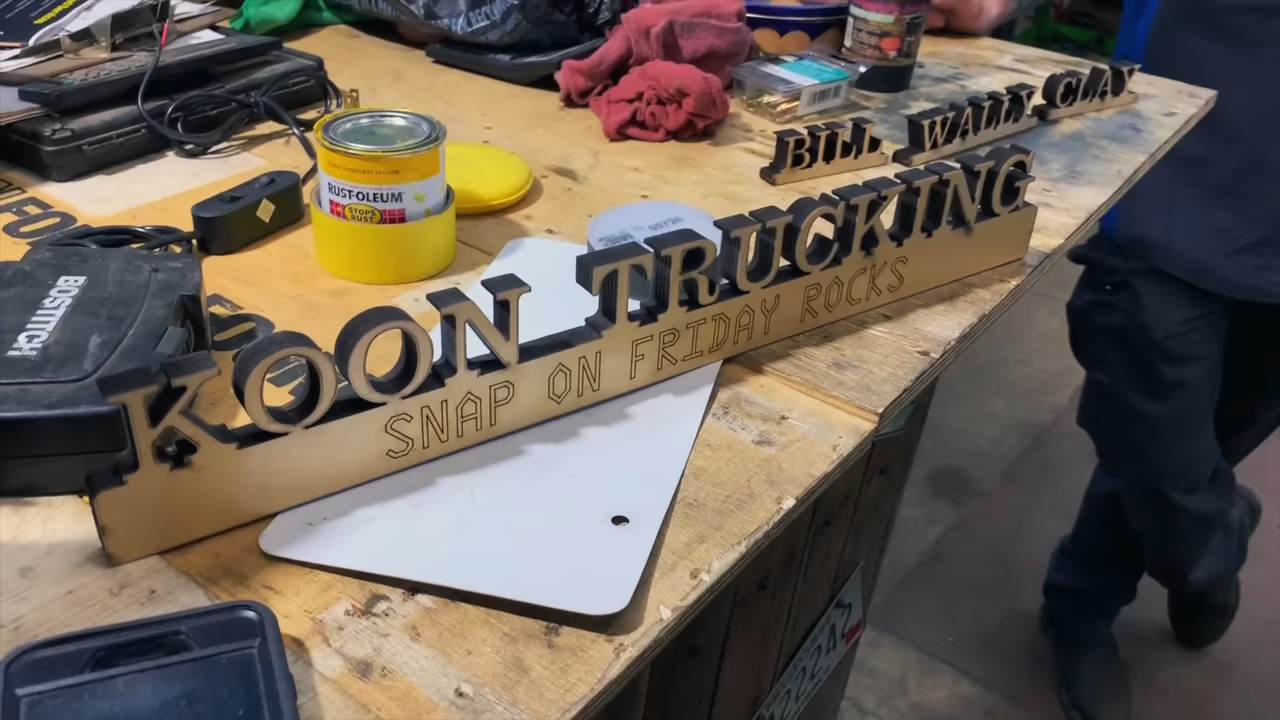 BILL WALLY CLAY
KOON TRUCKING
SNAP ON FRIDAY ROCKS
RUST-OLEUM
STOPS
RUST
BOSTITCH